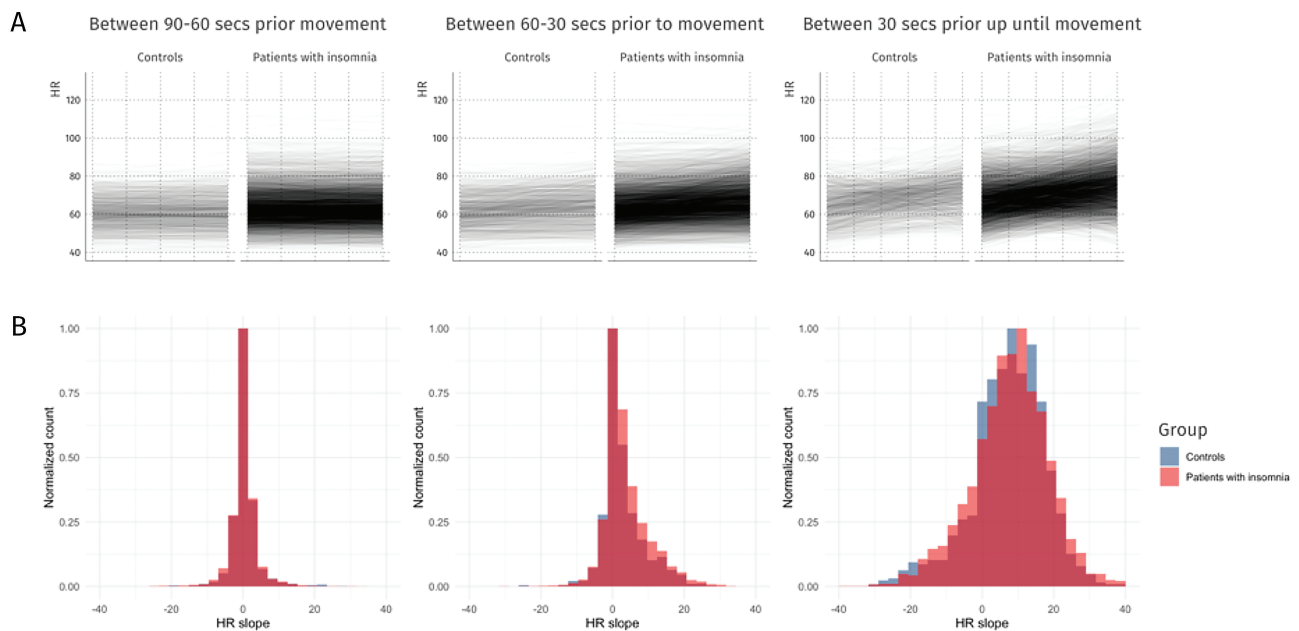 A
Between 90-60 secs prior movement
Between 60-30 secs prior to movement
Between 30 secs prior up until movement
Controls
Patients with insomnia
Controls
Patients with insomnia
Controls
Patients with insomnia
HR
120
100
80
60
40
HR
120
100
80
60
40
HR
120
100
80
60
40
B
Normalized count
1.00
0.75
0.50
0.25
0.00
-40
-20
0
20
40
HR slope
Normalized count
1.00
0.75
0.50
0.25
0.00
-40
-20
0
20
40
HR slope
Normalized count
1.00
0.75
0.50
0.25
0.00
-40
-20
0
20
40
HR slope
Group
Controls
Patients with insomnia